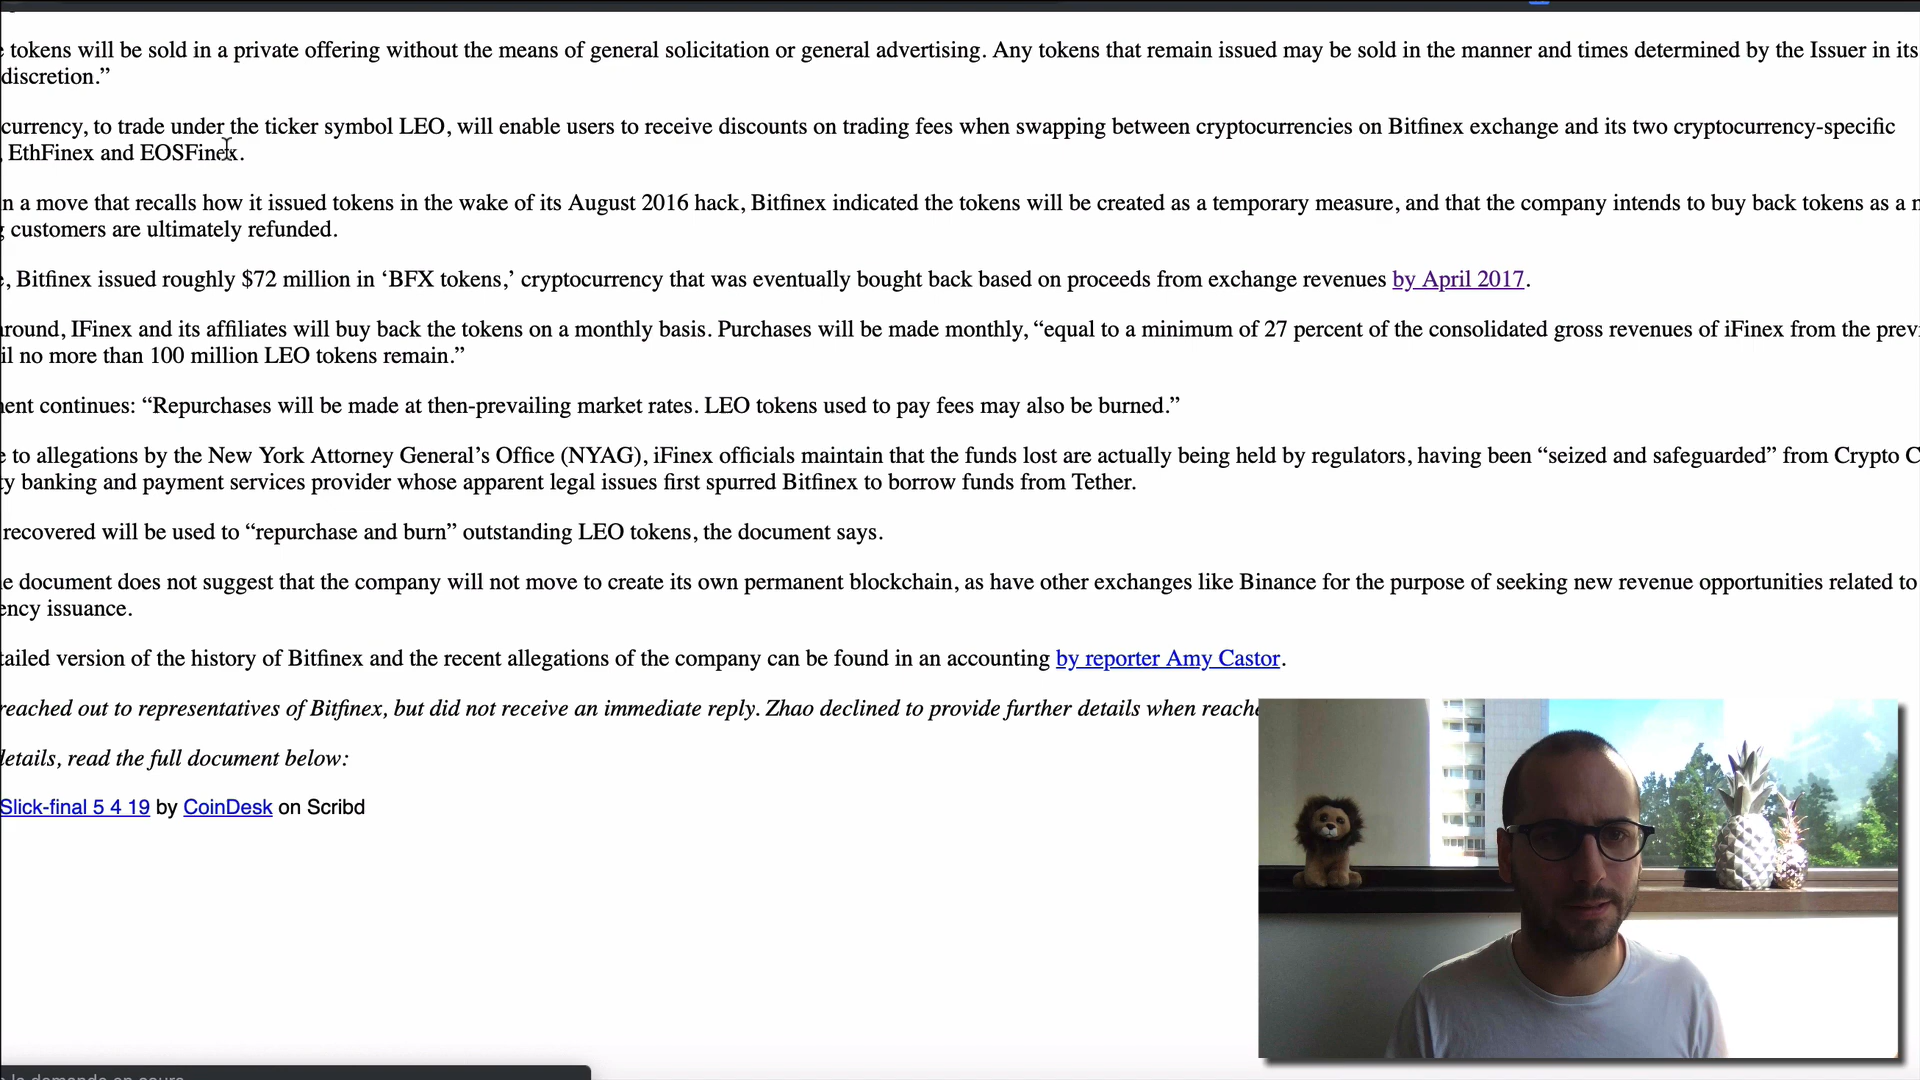 tokens will be sold in a private offering without the means of general solicitation or general advertising. Any tokens that remain issued may be sold in the manner and times determined by the Issuer in its
discretion.”
currency, to trade under the ticker symbol LEO, will enable users to receive discounts on trading fees when swapping between cryptocurrencies on Bitfinex exchange and its two cryptocurrency-specific
EthFinex and EOSFinex.
n a move that recalls how it issued tokens in the wake of its August 2016 hack, Bitfinex indicated the tokens will be created as a temporary measure, and that the company intends to buy back tokens as a
customers are ultimately refunded.
, Bitfinex issued roughly $72 million in ‘BFX tokens,’ cryptocurrency that was eventually bought back based on proceeds from exchange revenues by April 2017.
round, IFinex and its affiliates will buy back the tokens on a monthly basis. Purchases will be made monthly, “equal to a minimum of 27 percent of the consolidated gross revenues of iFinex from the previ
il no more than 100 million LEO tokens remain.”
ent continues: “Repurchases will be made at then-prevailing market rates. LEO tokens used to pay fees may also be burned.”
e to allegations by the New York Attorney General’s Office (NYAG), iFinex officials maintain that the funds lost are actually being held by regulators, having been “seized and safeguarded” from Crypto C
ty banking and payment services provider whose apparent legal issues first spurred Bitfinex to borrow funds from Tether.
recovered will be used to “repurchase and burn” outstanding LEO tokens, the document says.
e document does not suggest that the company will not move to create its own permanent blockchain, as have other exchanges like Binance for the purpose of seeking new revenue opportunities related to
ency issuance.
tailed version of the history of Bitfinex and the recent allegations of the company can be found in an accounting by reporter Amy Castor.
reached out to representatives of Bitfinex, but did not receive an immediate reply. Zhao declined to provide further details when reache
details, read the full document below:
Slick-final 5 4 19 by CoinDesk on Scribd